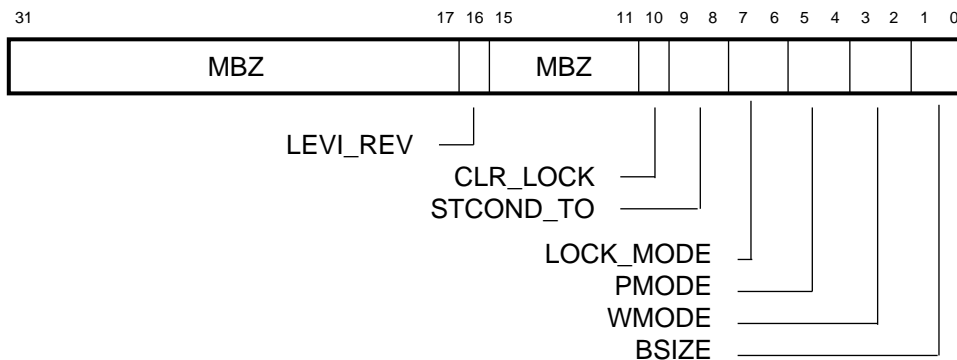 31 17 16 15 11 10 9 8 7 6 5 4 3 2 1 0
MBZ MBZ
LEVI_REV
CLR_LOCK
STCOND_TO
LOCK_MODE
PMODE
WMODE
BSIZE